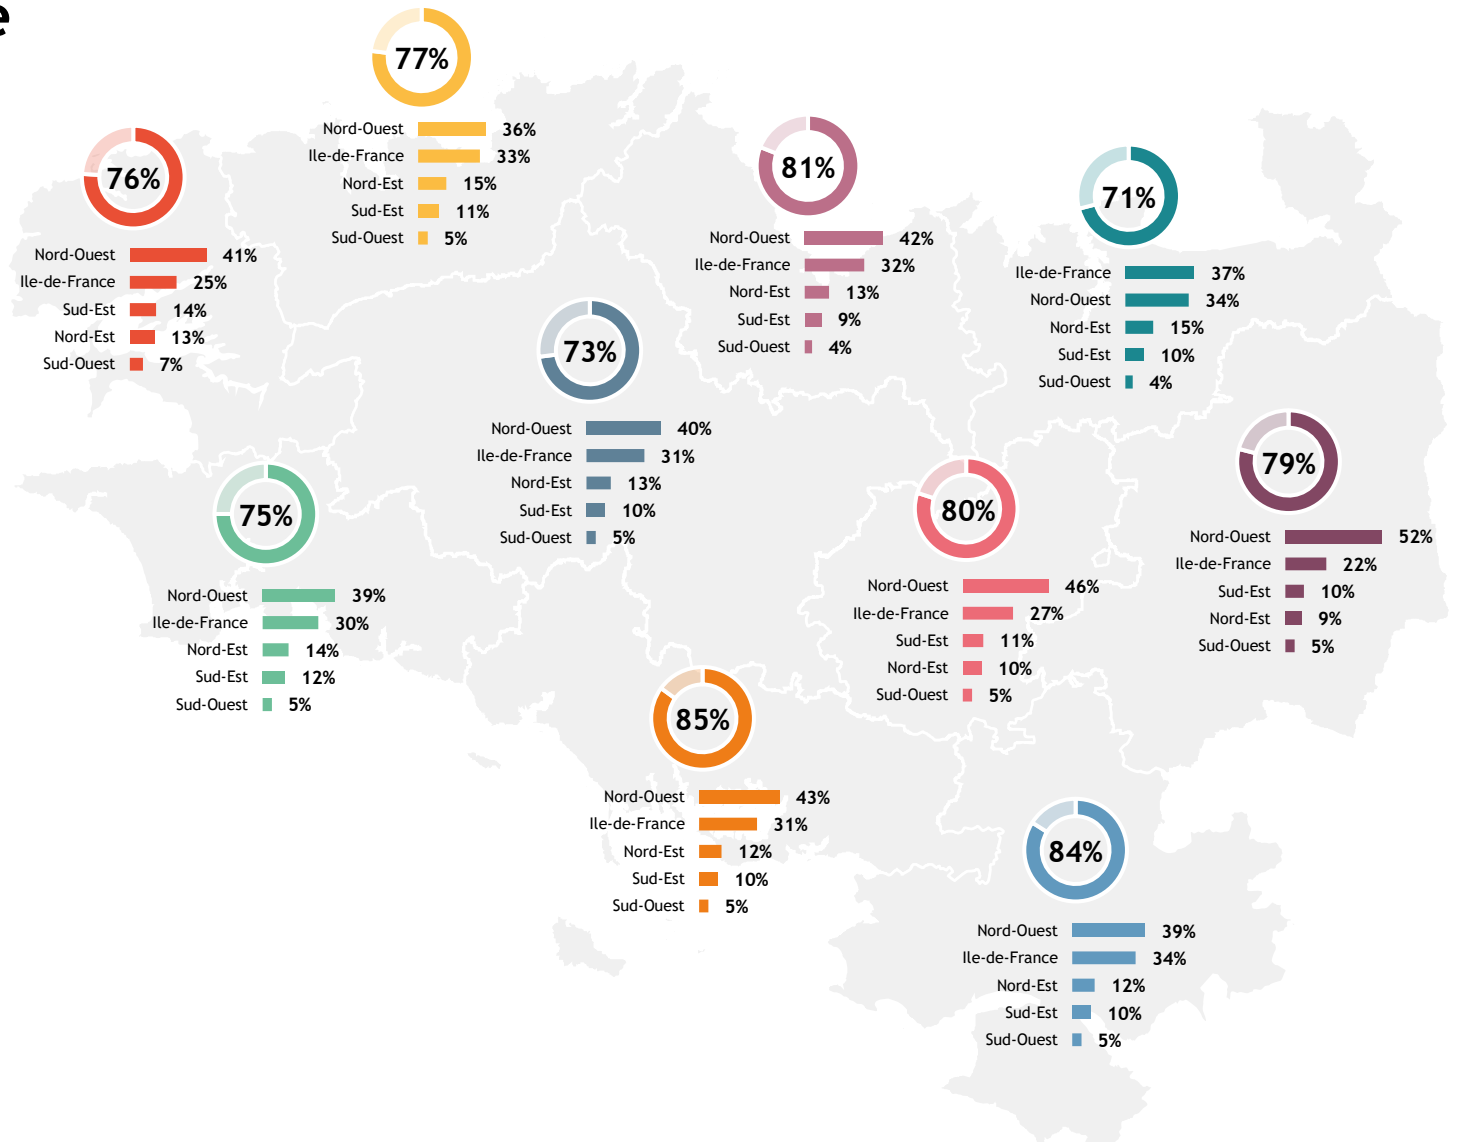 e
77%
Nord-Ouest 36%
Ile-de-France 33%
Nord-Est 15%
Sud-Est 11%
Sud-Ouest 5%
76%
Nord-Ouest 41%
Ile-de-France 25%
Sud-Est 14%
Nord-Est 13%
Sud-Ouest 7%
81%
Nord-Ouest 42%
Ile-de-France 32%
Nord-Est 13%
Sud-Est 9%
Sud-Ouest 4%
71%
Ile-de-France 37%
Nord-Ouest 34%
Nord-Est 15%
Sud-Est 10%
Sud-Ouest 4%
73%
Nord-Ouest 40%
Ile-de-France 31%
Nord-Est 13%
Sud-Est 10%
Sud-Ouest 5%
79%
Nord-Ouest 52%
Ile-de-France 22%
Sud-Est 10%
Nord-Est 9%
Sud-Ouest 5%
75%
Nord-Ouest 39%
Ile-de-France 30%
Nord-Est 14%
Sud-Est 12%
Sud-Ouest 5%
80%
Nord-Ouest 46%
Ile-de-France 27%
Sud-Est 11%
Nord-Est 10%
Sud-Ouest 5%
85%
Nord-Ouest 43%
Ile-de-France 31%
Nord-Est 12%
Sud-Est 10%
Sud-Ouest 5%
84%
Nord-Ouest 39%
Ile-de-France 34%
Nord-Est 12%
Sud-Est 10%
Sud-Ouest 5%